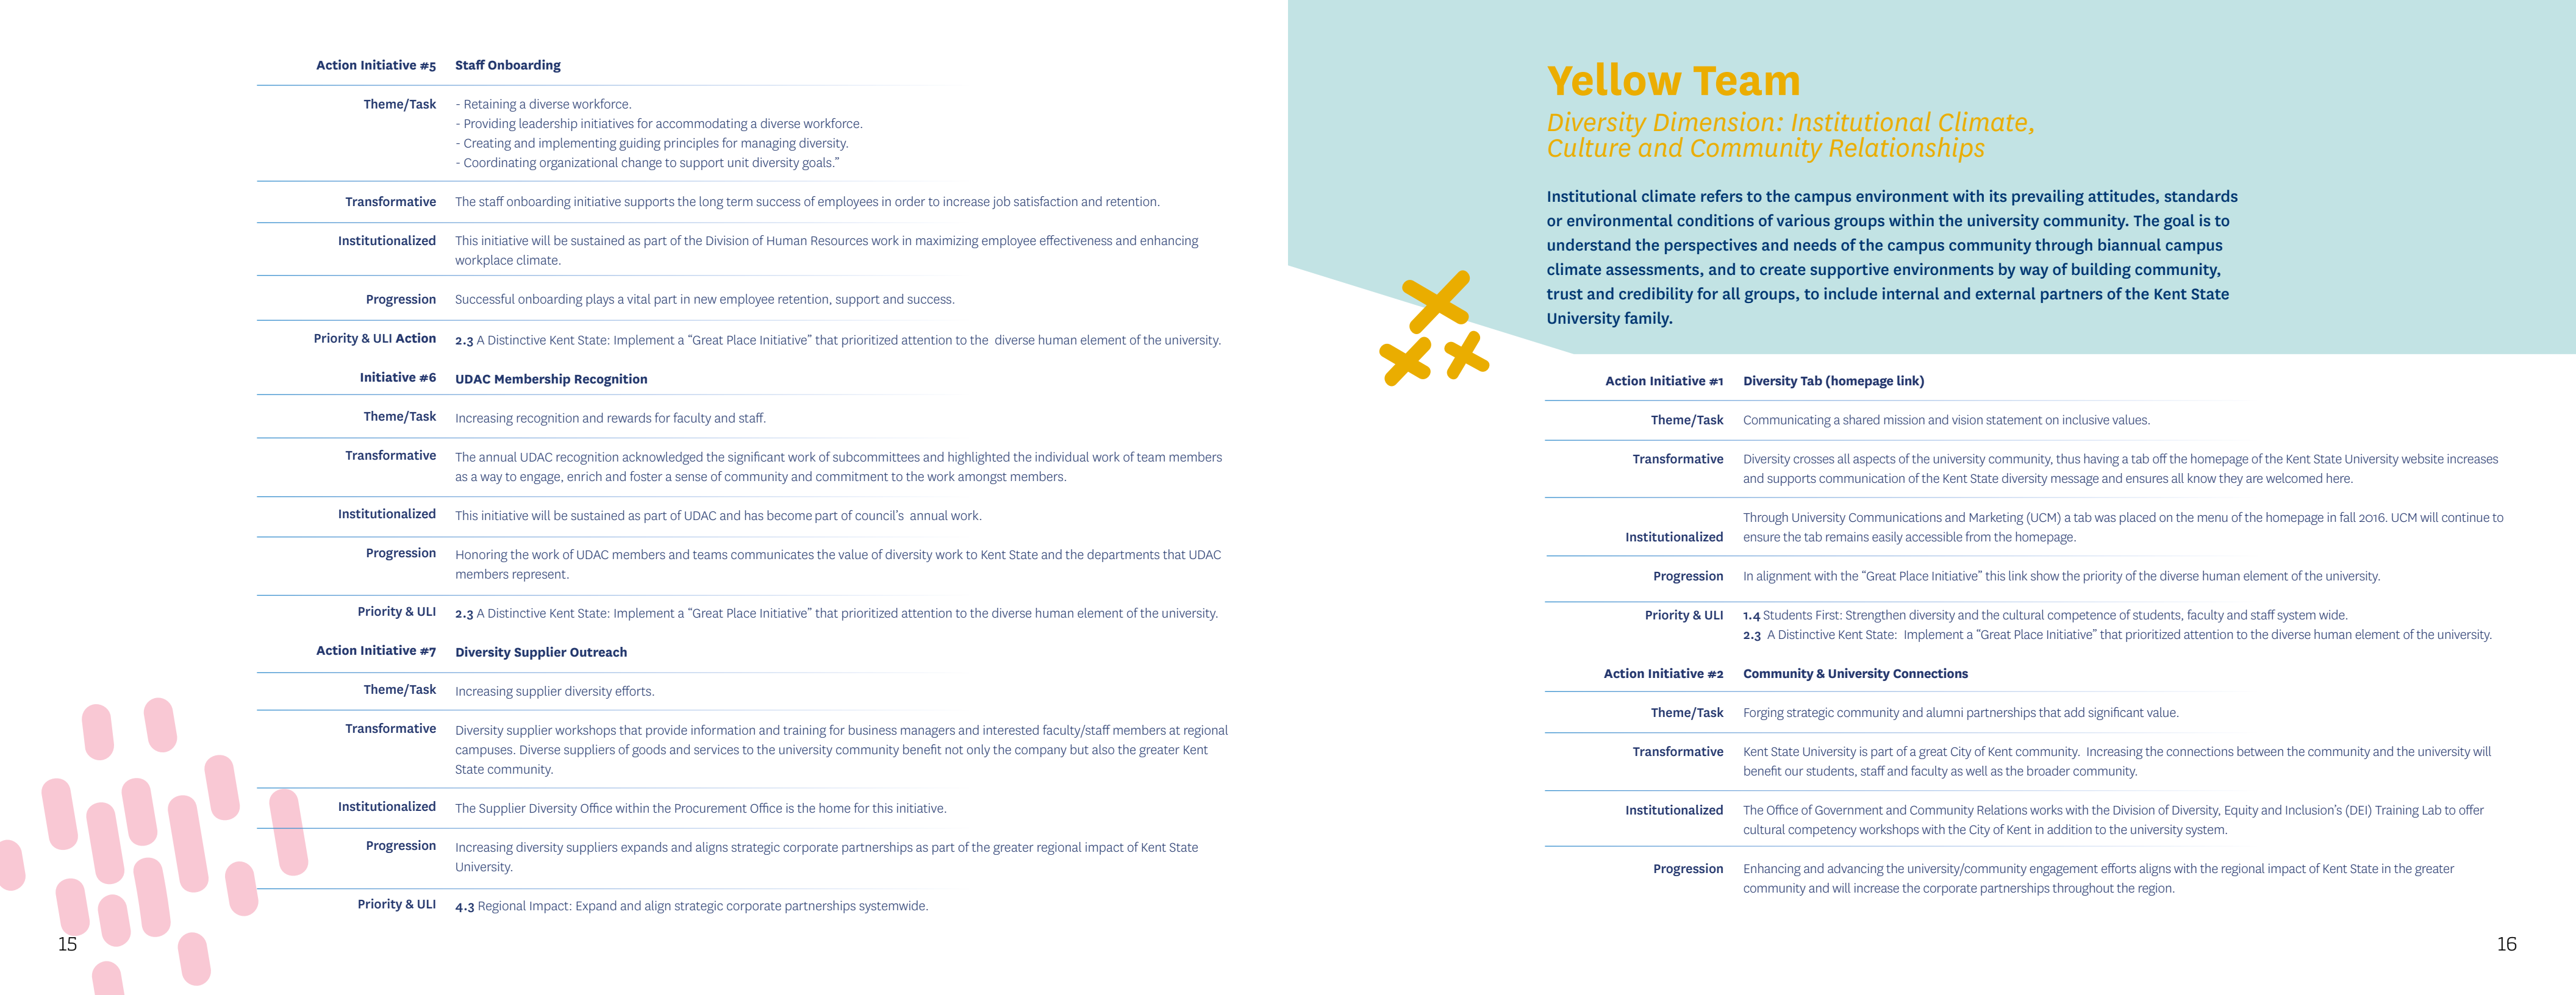 Action Initiative #5 Staff Onboarding
Theme/Task - Retaining a diverse workforce.
- Providing leadership initiatives for accommodating a diverse workforce.
- Creating and implementing guiding principles for managing diversity.
- Coordinating organizational change to support unit diversity goals.”
Transformative The staff onboarding initiative supports the long term success of employees in order to increase job satisfaction and retention.
Institutionalized This initiative will be sustained as part of the Division of Human Resources work in maximizing employee effectiveness and enhancing
workplace climate.
Progression Successful onboarding plays a vital part in new employee retention, support and success.
Priority & ULI Action 2.3 A Distinctive Kent State: Implement a “Great Place Initiative” that prioritized attention to the diverse human element of the university.
Initiative #6 UDAC Membership Recognition
Theme/Task Increasing recognition and rewards for faculty and staff.
Transformative The annual UDAC recognition acknowledged the significant work of subcommittees and highlighted the individual work of team members
as a way to engage, enrich and foster a sense of community and commitment to the work amongst members.
Institutionalized This initiative will be sustained as part of UDAC and has become part of council’s annual work.
Progression Honoring the work of UDAC members and teams communicates the value of diversity work to Kent State and the departments that UDAC
members represent.
Priority & ULI 2.3 A Distinctive Kent State: Implement a “Great Place Initiative” that prioritized attention to the diverse human element of the university.
Action Initiative #7 Diversity Supplier Outreach
Theme/Task Increasing supplier diversity efforts.
Transformative Diversity supplier workshops that provide information and training for business managers and interested faculty/staff members at regional
campuses. Diverse suppliers of goods and services to the university community benefit not only the company but also the greater Kent
State community.
Institutionalized The Supplier Diversity Office within the Procurement Office is the home for this initiative.
Progression Increasing diversity suppliers expands and aligns strategic corporate partnerships as part of the greater regional impact of Kent State
University.
Priority & ULI 4.3 Regional Impact: Expand and align strategic corporate partnerships systemwide.
15
Yellow Team
Diversity Dimension: Institutional Climate,
Culture and Community Relationships
Institutional climate refers to the campus environment with its prevailing attitudes, standards
or environmental conditions of various groups within the university community. The goal is to
understand the perspectives and needs of the campus community through biannual campus
climate assessments, and to create supportive environments by way of building community,
trust and credibility for all groups, to include internal and external partners of the Kent State
University family.
Action Initiative #1 Diversity Tab (homepage link)
Theme/Task Communicating a shared mission and vision statement on inclusive values.
Transformative Diversity crosses all aspects of the university community, thus having a tab off the homepage of the Kent State University website increases
and supports communication of the Kent State diversity message and ensures all know they are welcomed here.
Through University Communications and Marketing (UCM) a tab was placed on the menu of the homepage in fall 2016. UCM will continue to
Institutionalized ensure the tab remains easily accessible from the homepage.
Progression In alignment with the “Great Place Initiative” this link show the priority of the diverse human element of the university.
Priority & ULI 1.4 Students First: Strengthen diversity and the cultural competence of students, faculty and staff system wide.
2.3 A Distinctive Kent State: Implement a “Great Place Initiative” that prioritized attention to the diverse human element of the university.
Action Initiative #2 Community & University Connections
Theme/Task Forging strategic community and alumni partnerships that add significant value.
Transformative Kent State University is part of a great City of Kent community. Increasing the connections between the community and the university will
benefit our students, staff and faculty as well as the broader community.
Institutionalized The Office of Government and Community Relations works with the Division of Diversity, Equity and Inclusion’s (DEI) Training Lab to offer
cultural competency workshops with the City of Kent in addition to the university system.
Progression Enhancing and advancing the university/community engagement efforts aligns with the regional impact of Kent State in the greater
community and will increase the corporate partnerships throughout the region.
16